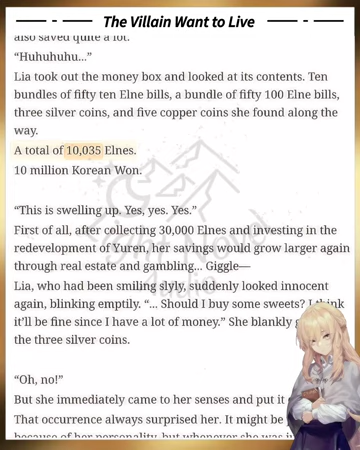 The Villain Want to Live
also saved quite a lot.
“Huhuhuhu...”
Lia took out the money box and looked at its contents. Ten
bundles of fifty ten Elne bills, a bundle of fifty 100 Elne bills,
three silver coins, and five copper coins she found along the
way.
A total of 10,035 Elnes.
10 million Korean Won.
“This is swelling up. Yes, yes. Yes.”
First of all, after collecting 30,000 Elnes and investing in the
redevelopment of Yuren, her savings would grow larger again
through real estate and gambling... Giggle—
Lia, who had been smiling slyly, suddenly looked innocent
again, blinking emptily. “... Should I buy some sweets? I think
it’ll be fine since I have a lot of money.” She blankly
the three silver coins.
“Oh, no!”
But she immediately came to her senses and put it
That occurrence always surprised her. It might be
because of her personality, but whenever she was